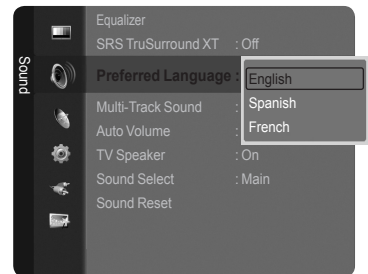 Sound
Equalizer
SRS TruSurround XT : Off
Preferred Language :
English
Spanish
French
Multi-Track Sound :
Auto Volume :
TV Speaker : On
Sound Select : Main
Sound Reset